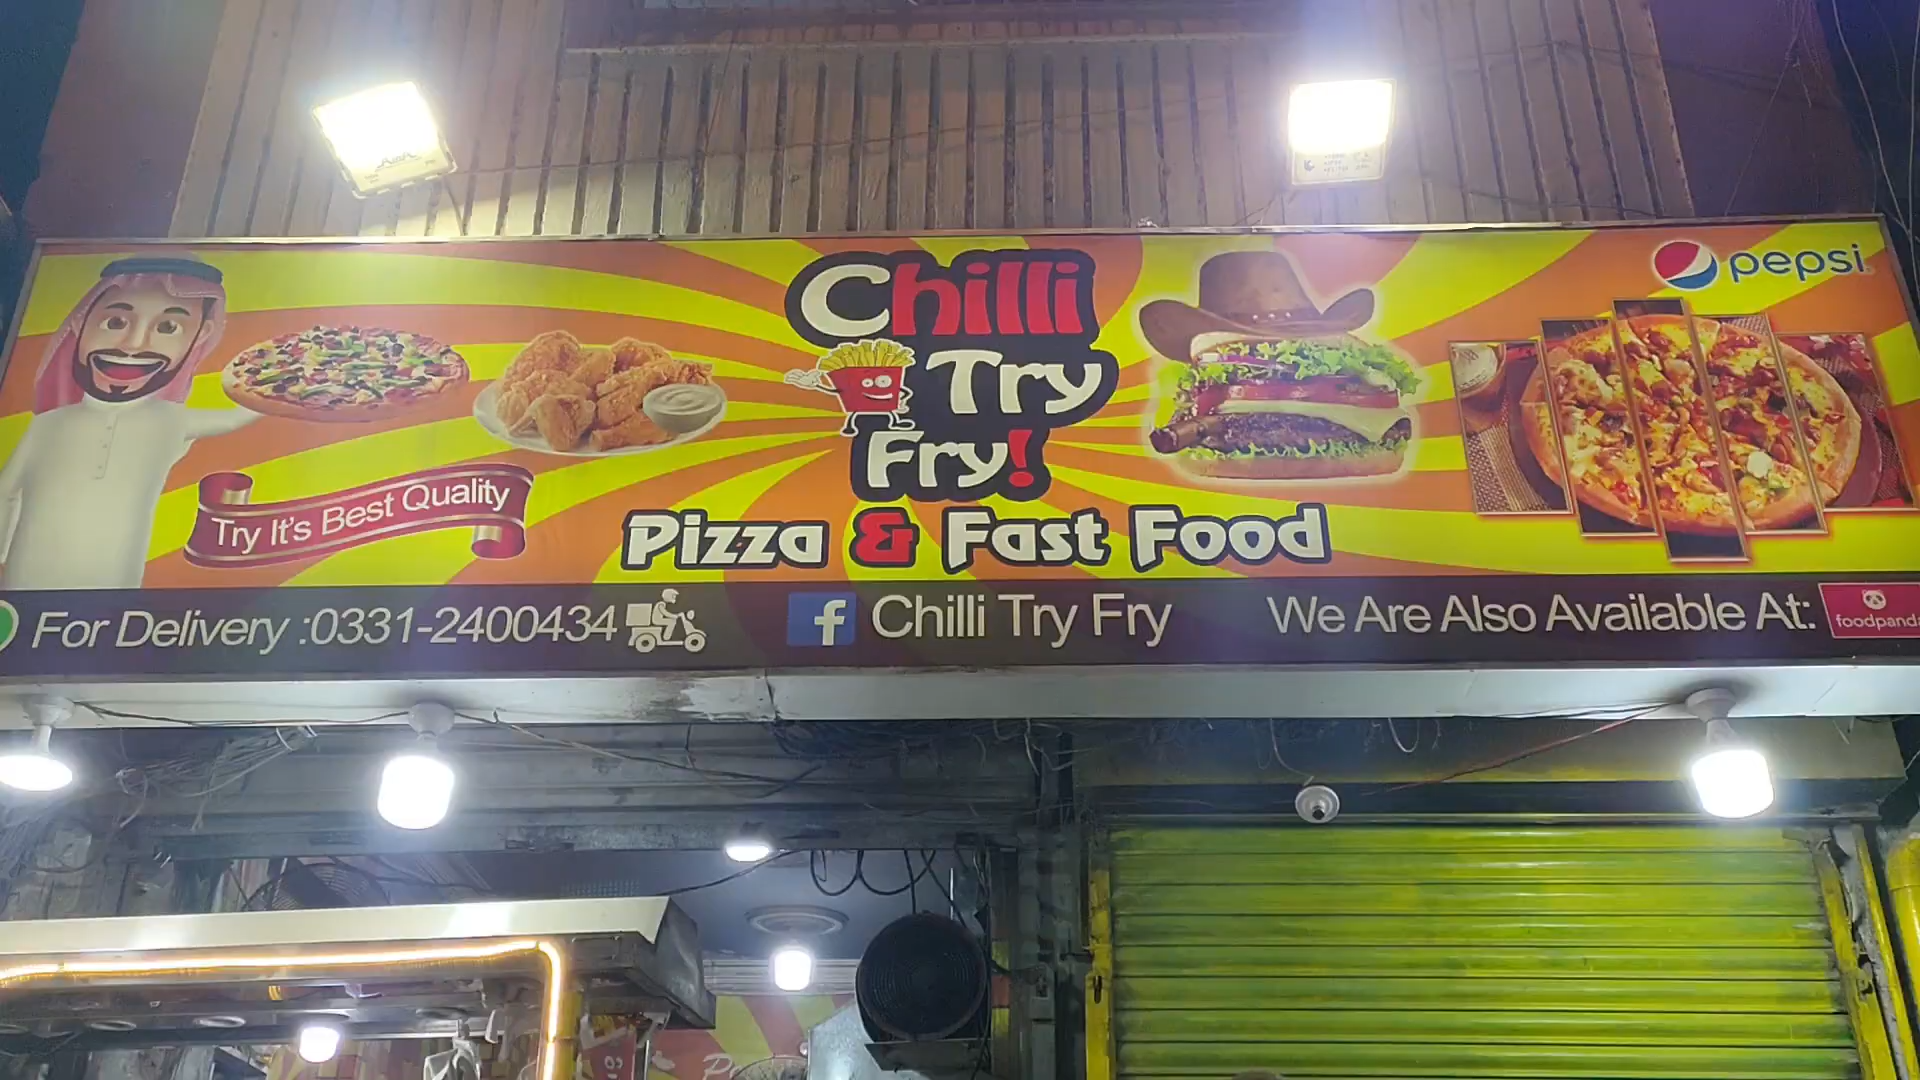 Chilli
Try
Fry!
pepsi
Try It's Best Quality
Pizza & Fast Food
For Delivery :0331-2400434
f Chilli Try Fry
We Are Also Available At:
foodpanda